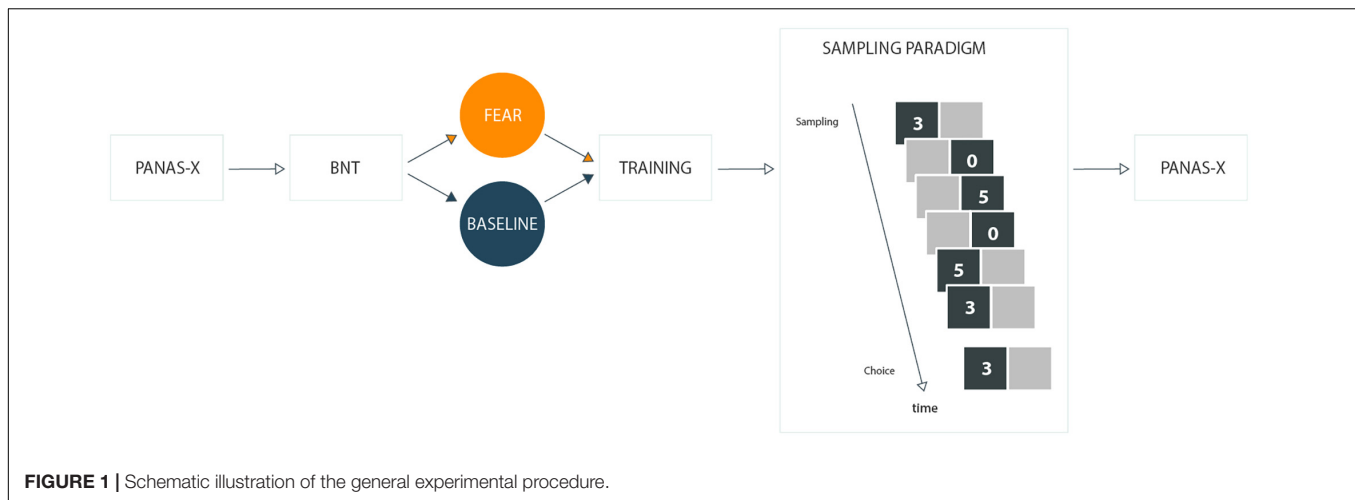 SAMPLING PARADIGM
PANAS-X
BNT
FEAR
BASELINE
TRAINING
Sampling
3
0
5
0
5
3
Choice
3
time
PANAS-X
FIGURE 1 | Schematic illustration of the general experimental procedure.